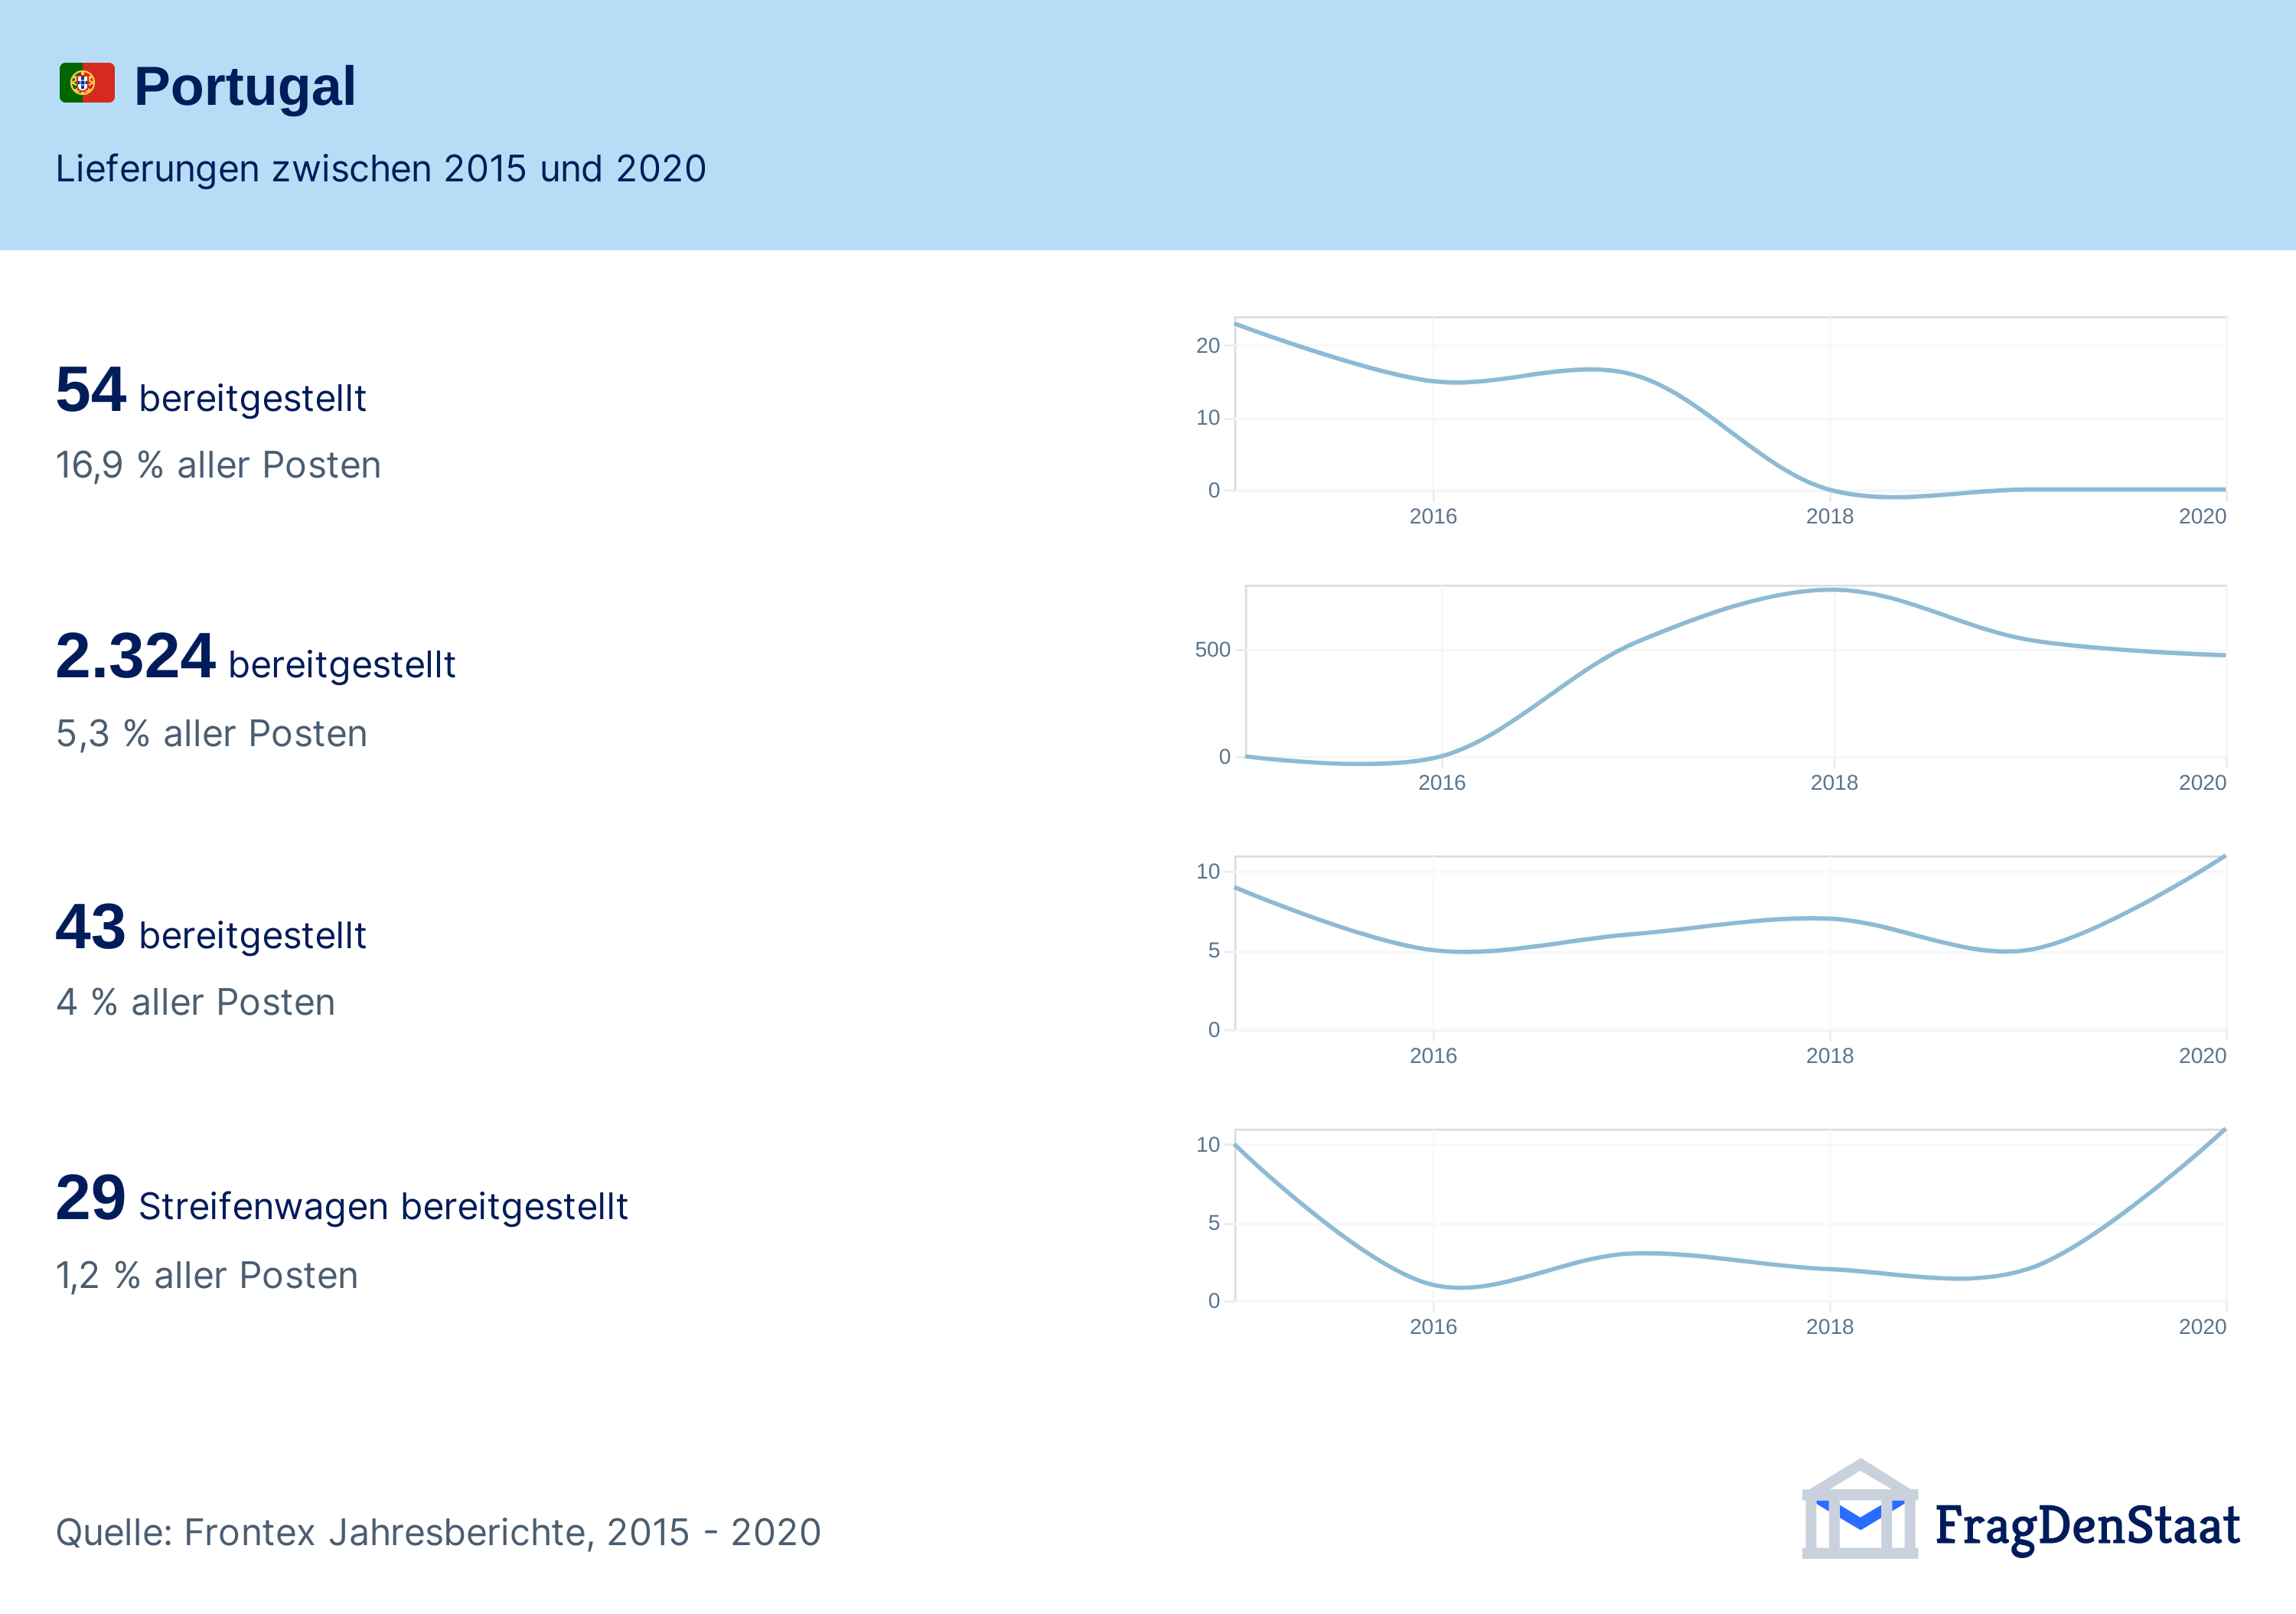 Portugal
Lieferungen zwischen 2015 und 2020
54 bereitgestellt
16,9 % aller Posten
20
10
0
2016 2018 2020
2.324 bereitgestellt
5,3 % aller Posten
500
0
2016 2018 2020
43 bereitgestellt
4 % aller Posten
10
5
0
2016 2018 2020
29 Streifenwagen bereitgestellt
1,2 % aller Posten
10
5
0
2016 2018 2020
Quelle: Frontex Jahresberichte, 2015 - 2020
FragDenStaat